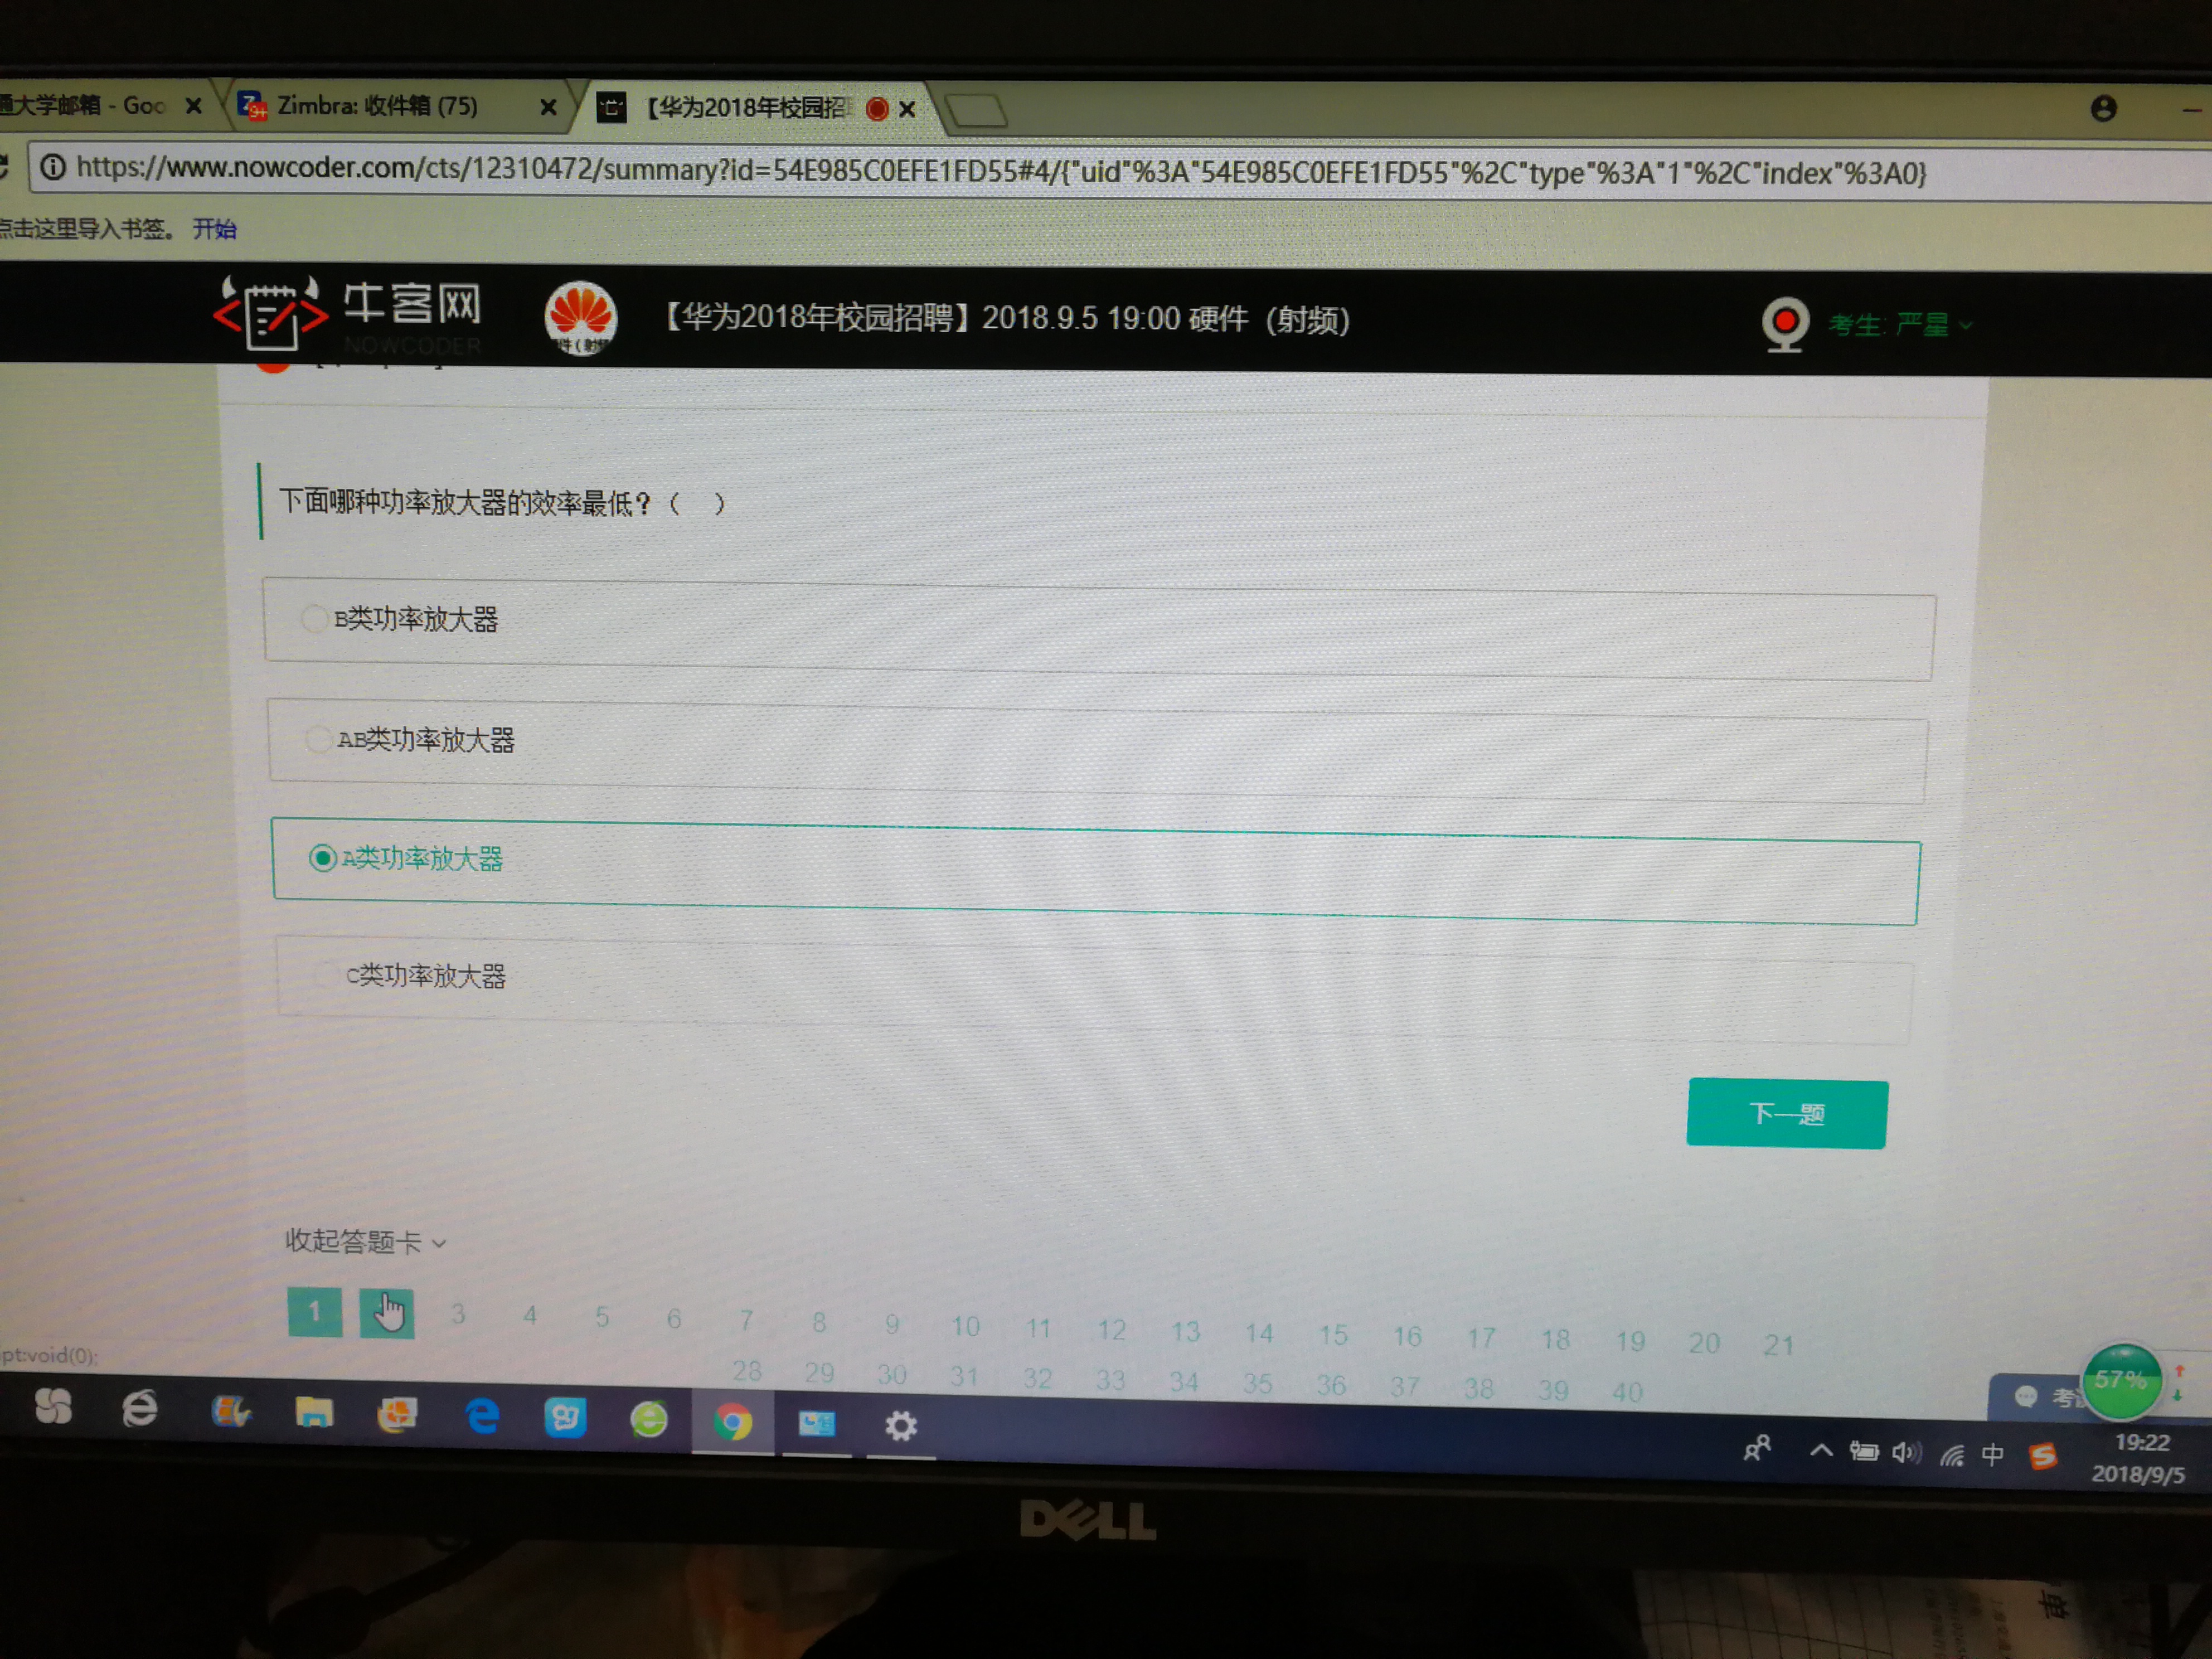 通大学邮箱 - Goo
Zimbra: 收件箱 (75)
【华为2018年校园招
https://www.nowcoder.com/cts/12310472/summary?id=54E985C0EFE1FD55#4/{"uid"%3A"54E985C0EFE1FD55"%2C"type"%3A"1"%2C"index"%3A0}
点击这里导入书签。 开始
牛客网
NOWCODER
【华为2018年校园招聘】2018.9.5 19:00 硬件（射频）
考生: 严星
下面哪种功率放大器的效率最低？（ ）
B类功率放大器
AB类功率放大器
A类功率放大器
C类功率放大器
下一题
收起答题卡
1 3 4 5 6 7 8 9 10 11 12 13 14 15 16 17 18 19 20 21
28 29 30 31 32 33 34 35 36 37 38 39 40
pt:void(0);
57%
中
19:22
2018/9/5
DELL